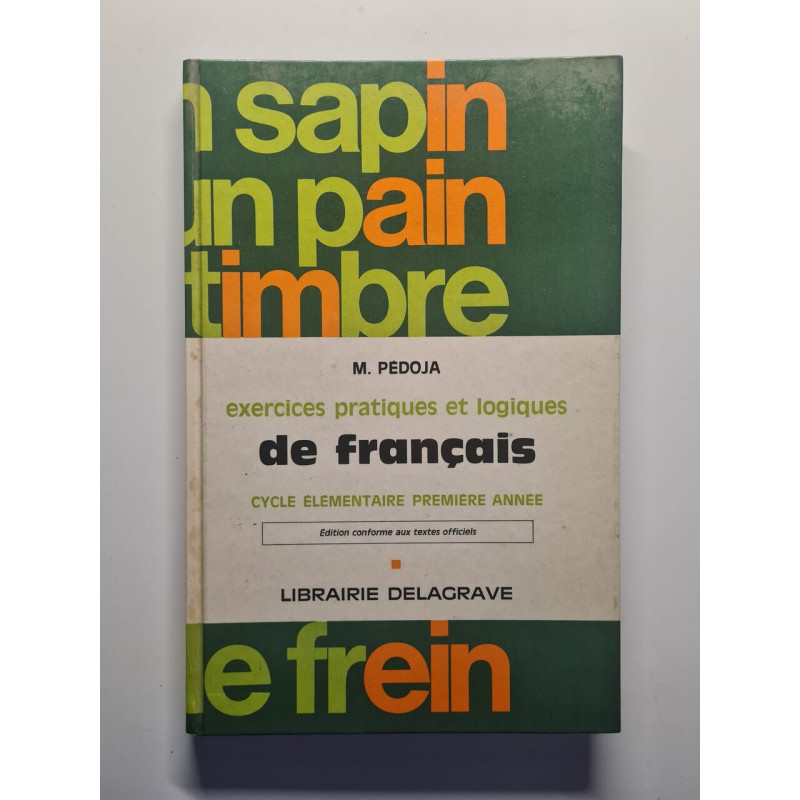 n sapin
un pain
timbre
M. PÉDOJA
exercices pratiques et logiques
de français
CYCLE ÉLÉMENTAIRE PREMIÈRE ANNÉE
Édition conforme aux textes officiels
LIBRAIRIE DELAGRAVE
le frein